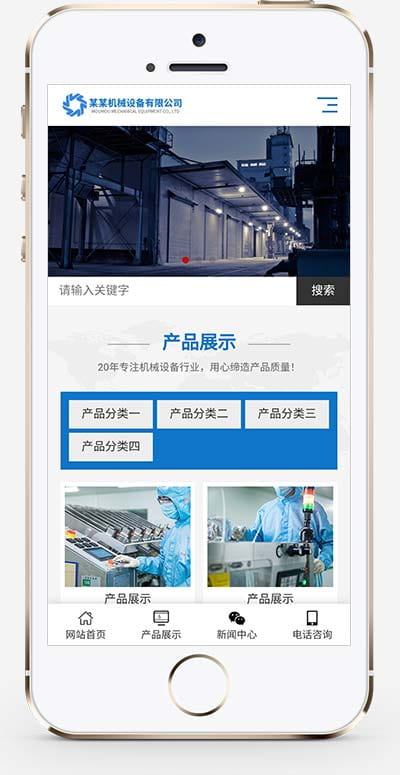 某某机械设备有限公司
MOUMOU MECHANICAL EQUIPMENT CO., LTD
请输入关键字 搜索
产品展示
20年专注机械设备行业，用心缔造产品质量！
产品分类一 产品分类二 产品分类三
产品分类四
产品展示 产品展示
网站首页 产品展示 新闻中心 电话咨询